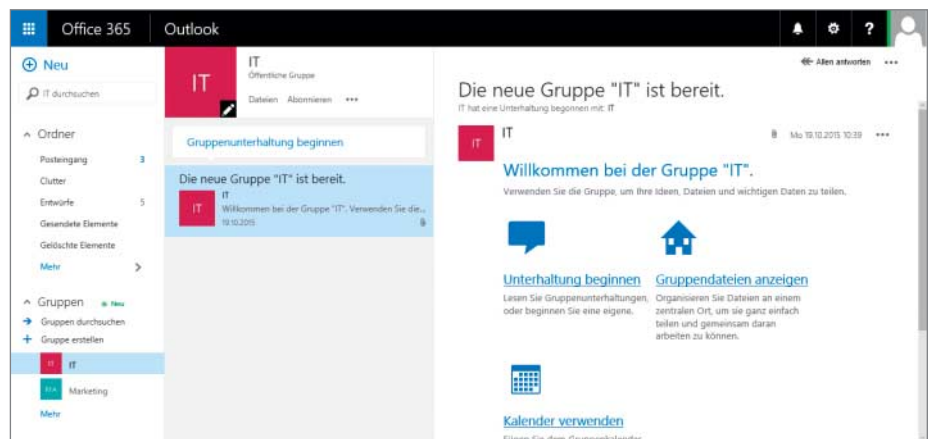 Office 365
Outlook
?
Neu
IT durchsuchen
Ordner
Posteingang 3
Clutter
Entwürfe 5
Gesendete Elemente
Gelöschte Elemente
Mehr
Gruppen Neu
Gruppen durchsuchen
Gruppe erstellen
IT IT
Marketing
Mehr
IT
IT
Öffentliche Gruppe
Dateien Abonnieren •••
Gruppenunterhaltung beginnen
Die neue Gruppe "IT" ist bereit.
IT
IT
Willkommen bei der Gruppe "IT". Verwenden Sie die...
19.10.2015
Allen antworten •••
Die neue Gruppe "IT" ist bereit.
IT hat eine Unterhaltung begonnen mit: IT
IT
IT
Mo 19.10.2015 10:39 •••
Willkommen bei der Gruppe "IT".
Verwenden Sie die Gruppe, um Ihre Ideen, Dateien und wichtigen Daten zu teilen.
Unterhaltung beginnen
Lesen Sie Gruppenunterhaltungen,
oder beginnen Sie eine eigene.
Gruppendateien anzeigen
Organisieren Sie Dateien an einem
zentralen Ort, um sie ganz einfach
teilen und gemeinsam daran
arbeiten zu können.
Kalender verwenden